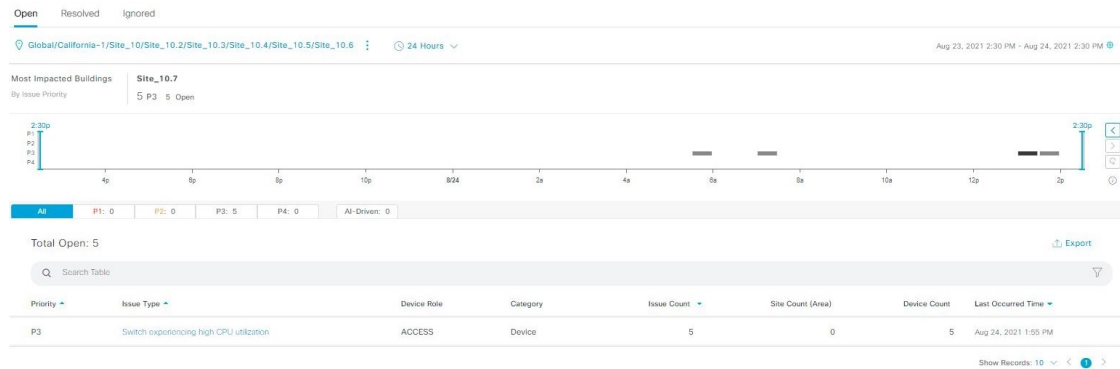 Open Resolved Ignored
Global/California-1/Site_10/Site_10.2/Site_10.3/Site_10.4/Site_10.5/Site_10.6 24 Hours Aug 23, 2021 2:30 PM - Aug 24, 2021 2:30 PM
Most Impacted Buildings Site_10.7
By Issue Priority 5 P3 5 Open
2:30p 2:30p
P1
P2
P3
P4
4p 6p 8p 10p 8/24 2a 4a 6a 8a 10a 12p 2p
All P1: 0 P2: 0 P3: 5 P4: 0 AI-Driven: 0
Total Open: 5 Export
Search Table
Priority Issue Type Device Role Category Issue Count Site Count (Area) Device Count Last Occurred Time
P3 Switch experiencing high CPU utilization ACCESS Device 5 0 5 Aug 24, 2021 1:55 PM
Show Records: 10 < 1 >